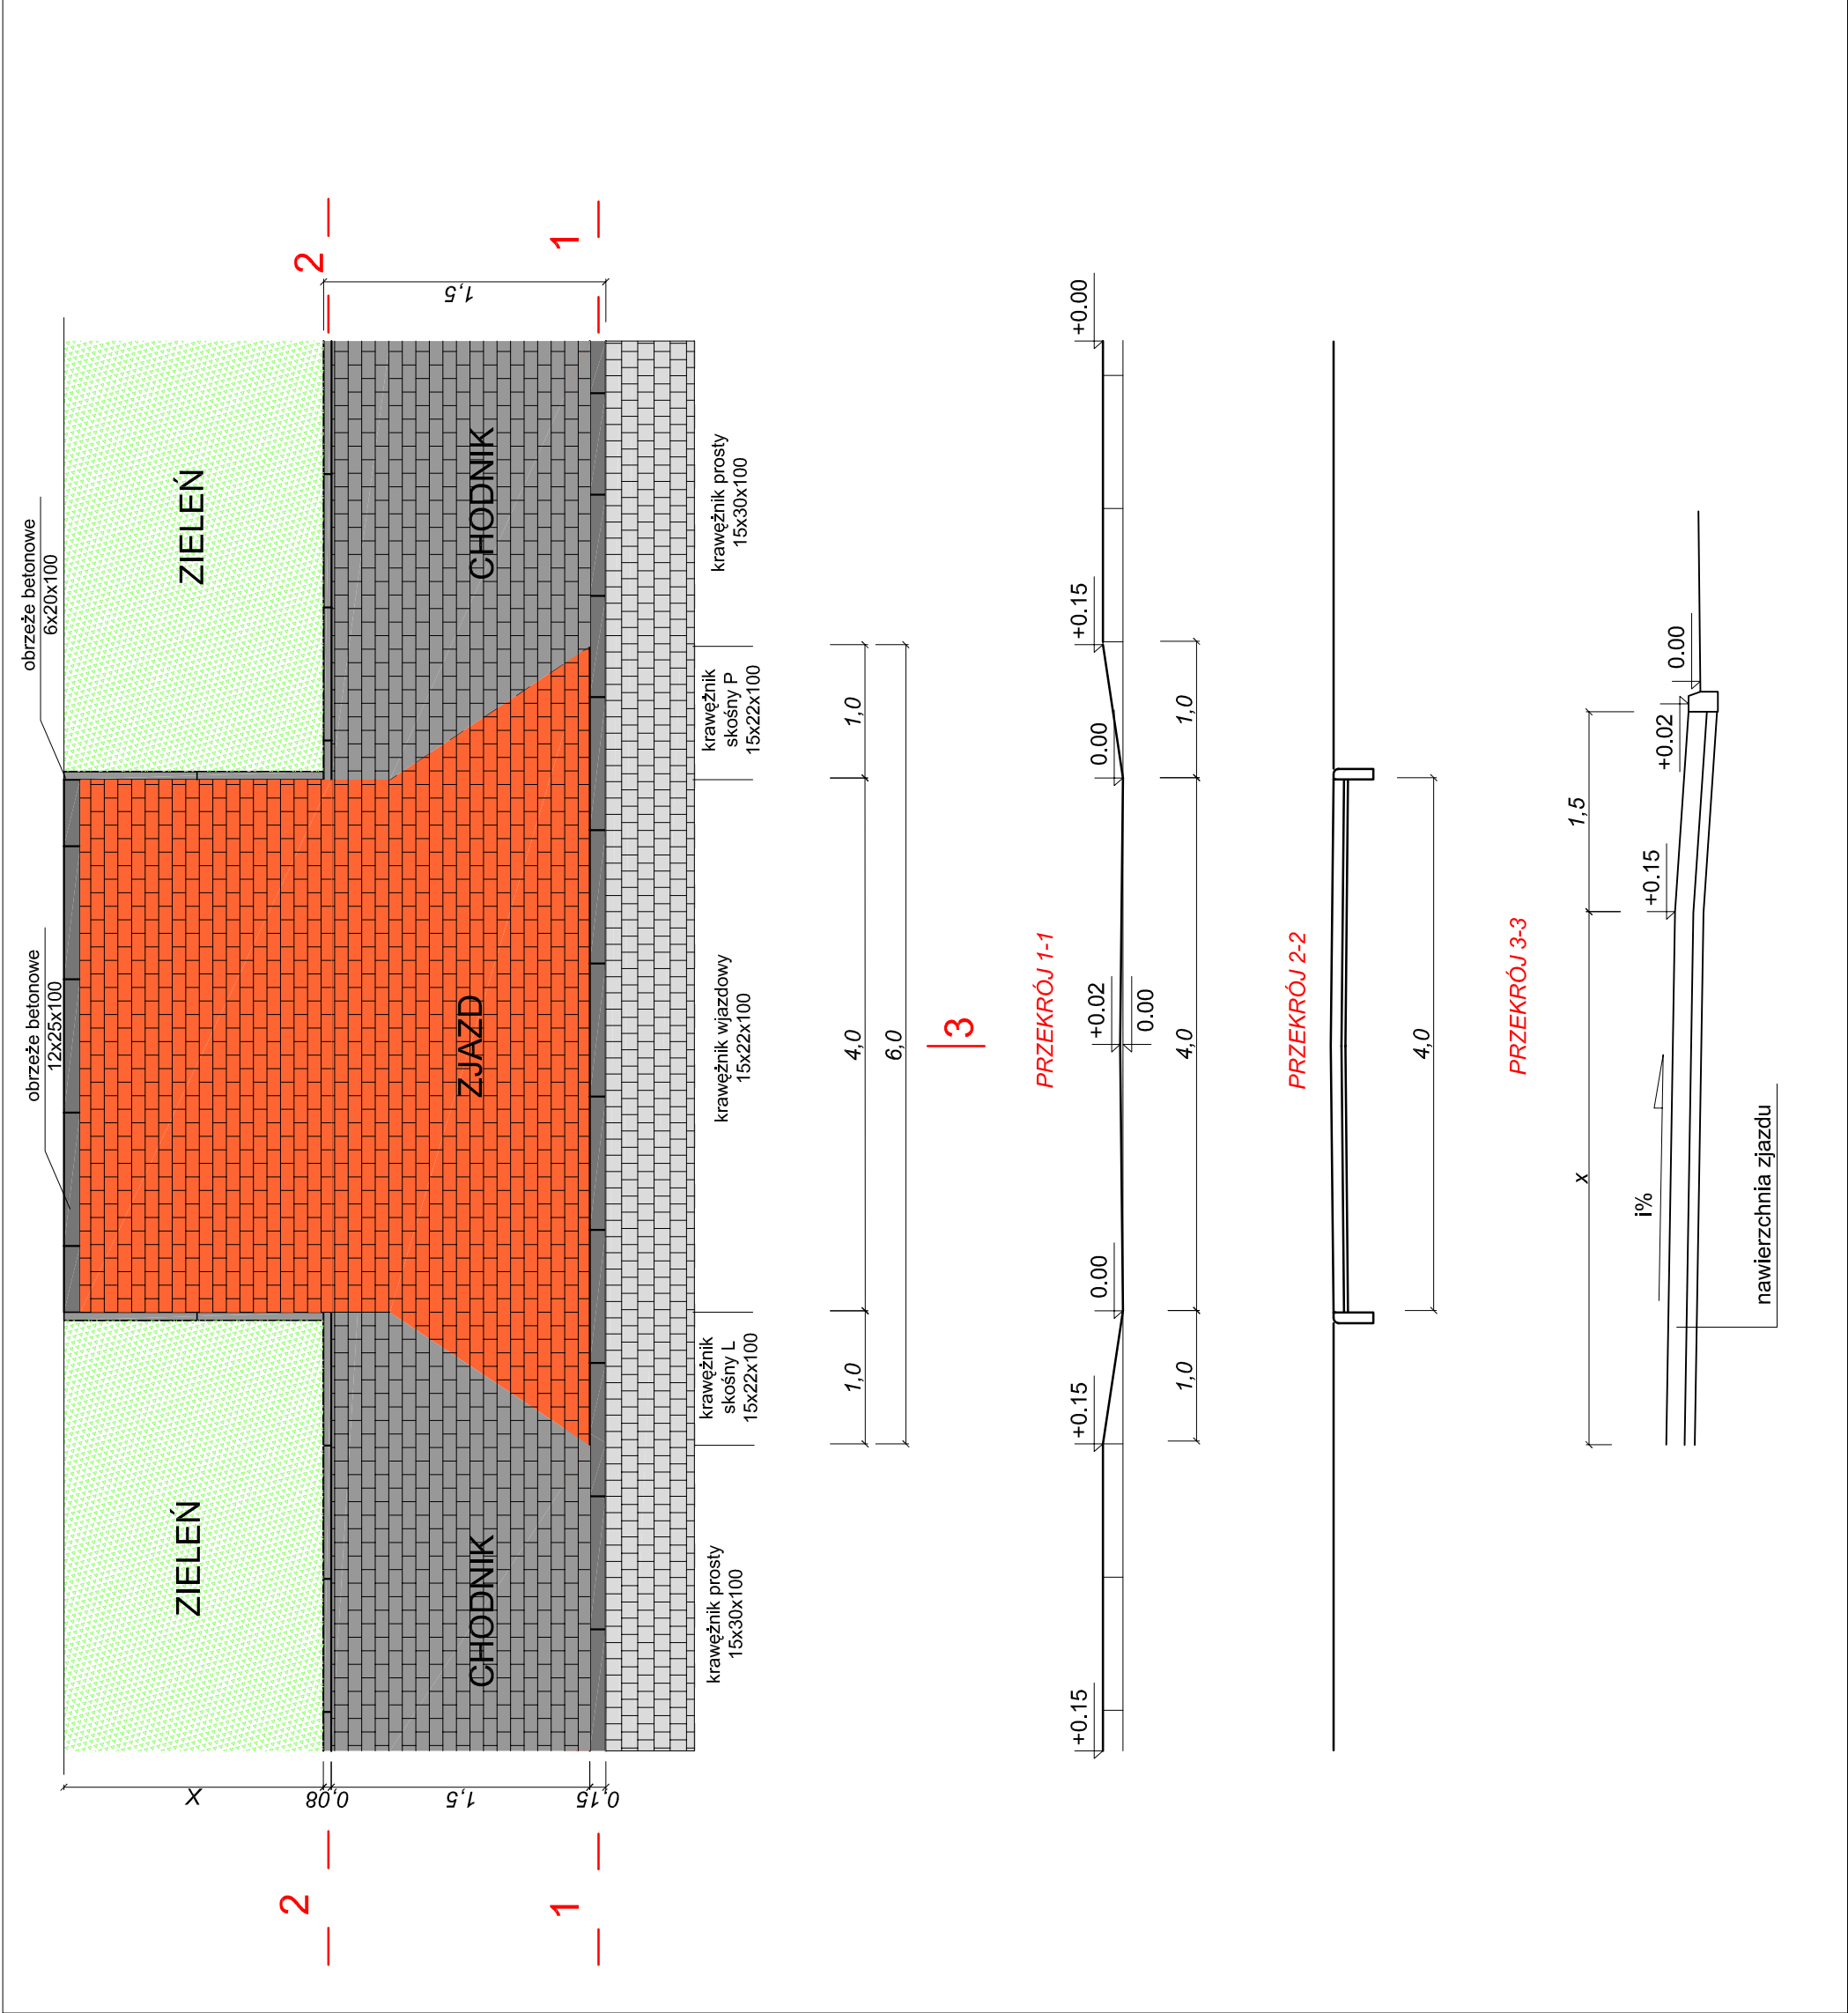 obrzeże betonowe
12x25x100
obrzeże betonowe
6x20x100
ZIELEŃ
ZIELEŃ
CHODNIK
ZJAZD
CHODNIK
X
0,08
1,5
0,15
1,5
2
2
1
1
krawężnik prosty
15x30x100
krawężnik
skośny L
15x22x100
krawężnik wjazdowy
15x22x100
krawężnik
skośny P
15x22x100
krawężnik prosty
15x30x100
1,0
4,0
1,0
6,0
3
PRZEKRÓJ 1-1
+0.15
+0.15
0.00
+0.02
0.00
0.00
+0.15
+0.00
1,0
4,0
1,0
PRZEKRÓJ 2-2
4,0
PRZEKRÓJ 3-3
x
1,5
i%
+0.15
+0.02
0.00
nawierzchnia zjazdu